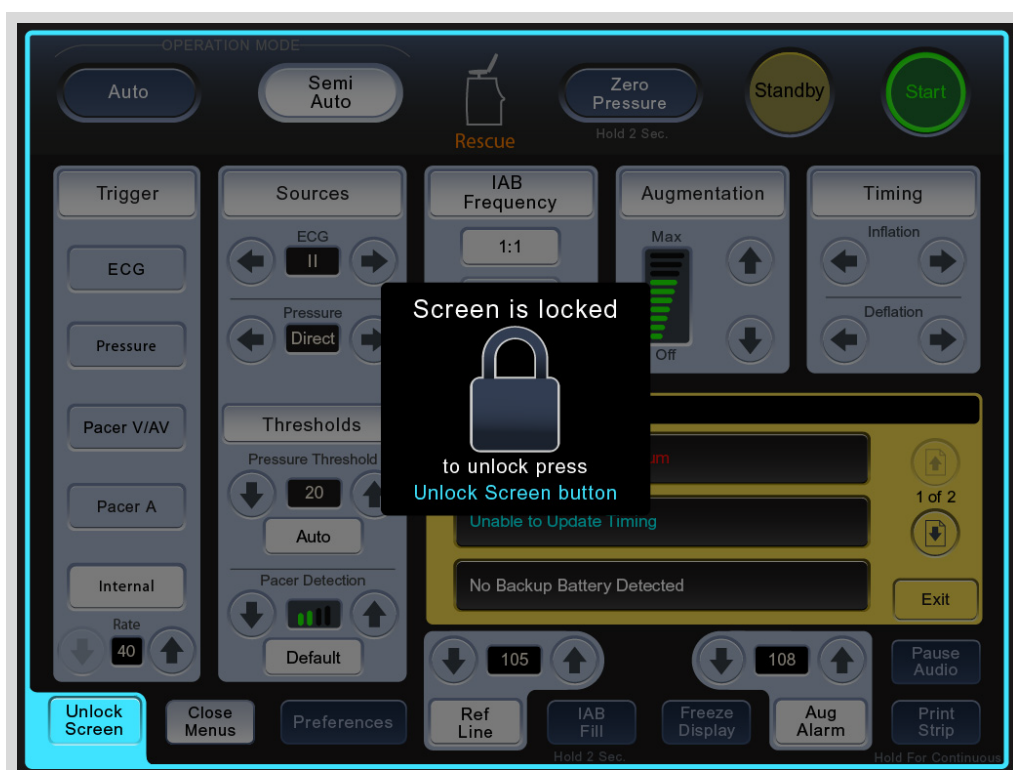 OPERATION MODE
Auto
Semi
Auto
Rescue
Zero
Pressure
Hold 2 Sec.
Standby
Start
Trigger
ECG
Pressure
Pacer V/AV
Pacer A
Internal
Rate
40
Sources
ECG
II
Pressure
Direct
Thresholds
Pressure Threshold
20
Auto
Pacer Detection
Default
IAB
Frequency
1:1
Augmentation
Max
Off
Timing
Inflation
Deflation
Screen is locked
to unlock press
Unlock Screen button
Unable to Update Timing
No Backup Battery Detected
1 of 2
Exit
105
108
Pause
Audio
Unlock
Screen
Close
Menus
Preferences
Ref
Line
IAB
Fill
Hold 2 Sec.
Freeze
Display
Aug
Alarm
Print
Strip
Hold For Continuous